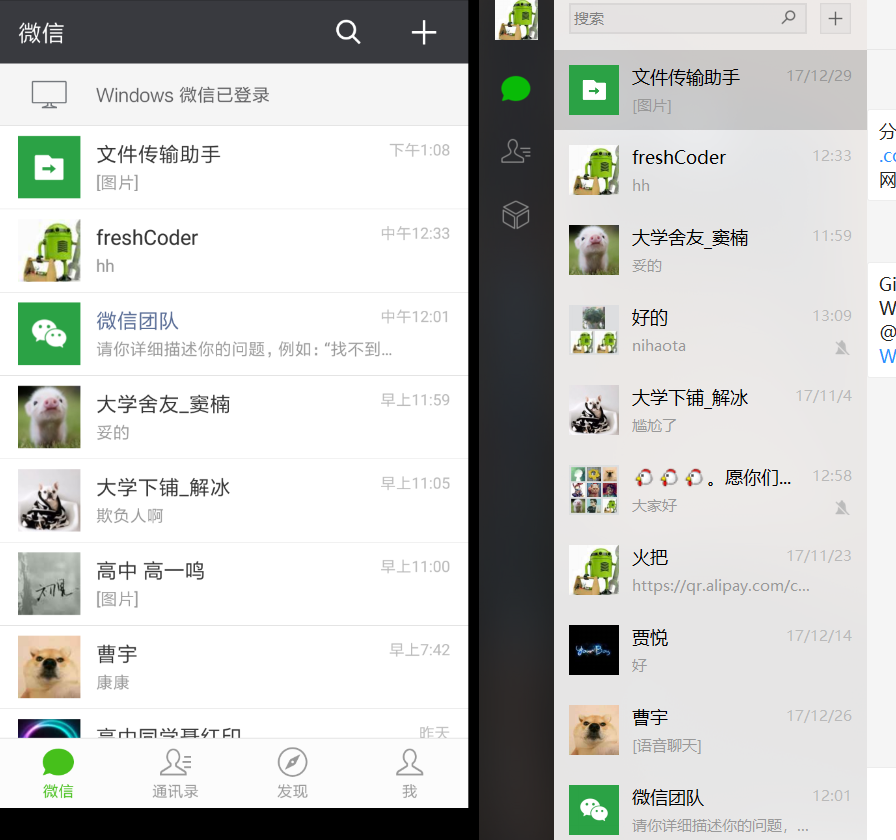 微信
Windows 微信已登录
文件传输助手
下午1:08
[图片]
freshCoder
中午12:33
hh
微信团队
中午12:01
请你详细描述你的问题，例如：“找不到...
大学舍友_窦楠
早上11:59
妥的
大学下铺_解冰
早上11:05
欺负人啊
高中 高一鸣
早上11:00
[图片]
曹宇
早上7:42
康康
高中同学聂红印
昨天
微信
通讯录
发现
我
搜索
文件传输助手
17/12/29
[图片]
freshCoder
12:33
hh
大学舍友_窦楠
11:59
妥的
好的
13:09
nihaota
大学下铺_解冰
17/11/4
尴尬了
🐔🐔🐔。愿你们...
12:58
大家好
火把
17/11/23
https://qr.alipay.com/c...
贾悦
17/12/14
好
曹宇
17/12/26
[语音聊天]
微信团队
12:01
请你详细描述你的问题，...
分
.co
网
Gi
W
@
W